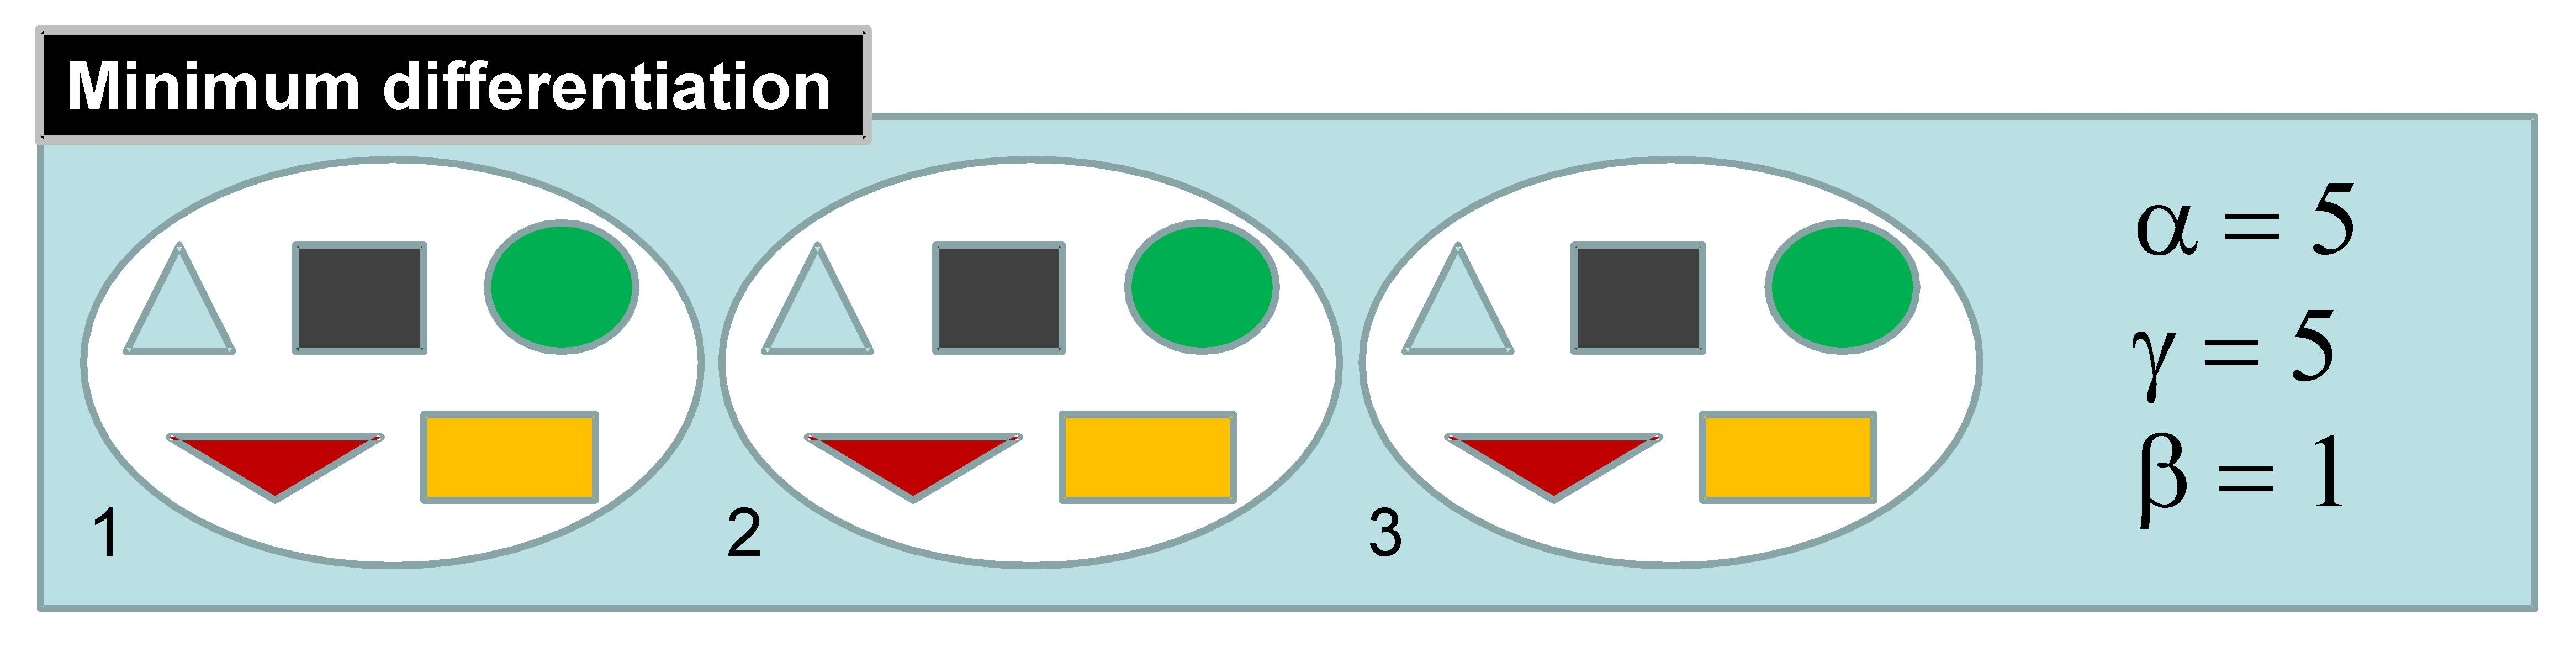 Minimum differentiation
α = 5
γ = 5
β = 1
1
2
3